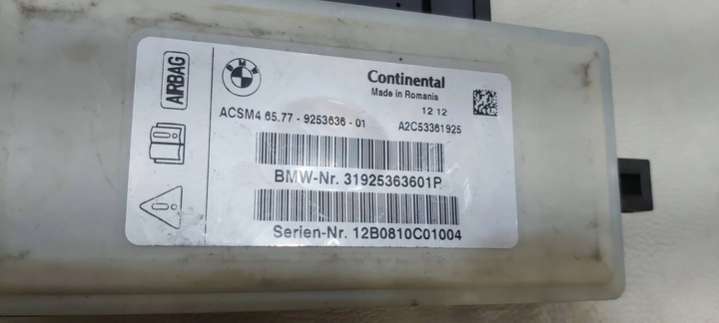 AIRBAG
BMW
Continental
Made in Romania
12 12
ACSM4 65.77 - 9253636 - 01
A2C53361925
BMW-Nr. 31925363601P
Serien-Nr. 12B0810C01004